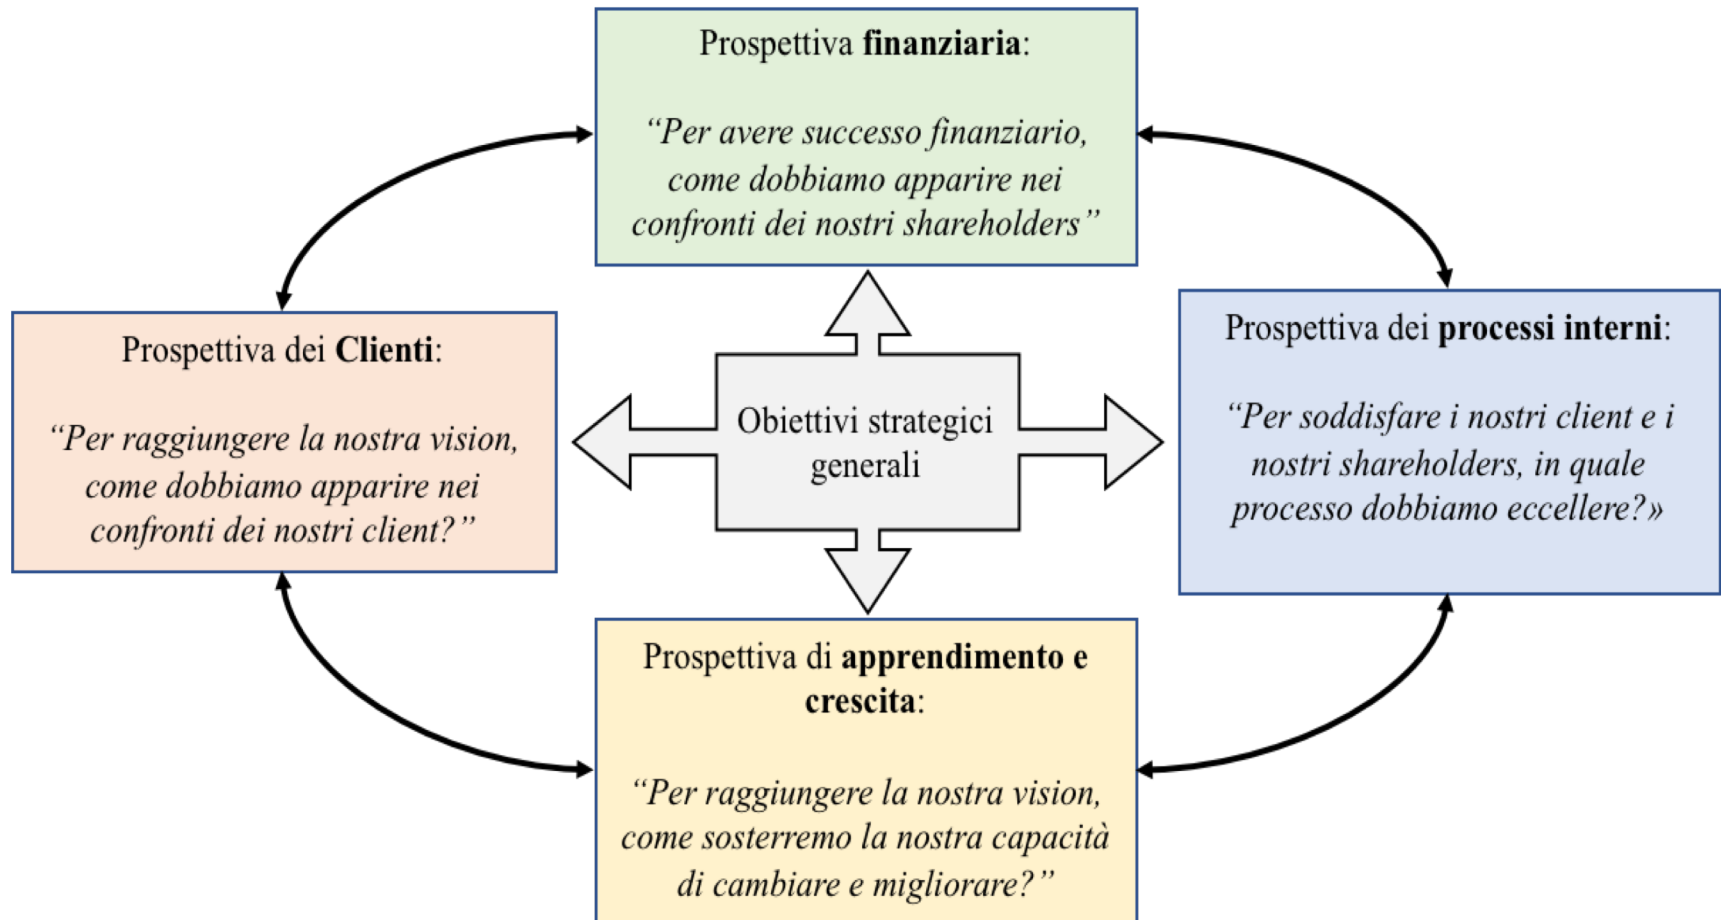 Prospettiva finanziaria:
“Per avere successo finanziario,
come dobbiamo apparire nei
confronti dei nostri shareholders”
Prospettiva dei Clienti:
“Per raggiungere la nostra vision,
come dobbiamo apparire nei
confronti dei nostri client?”
Obiettivi strategici
generali
Prospettiva dei processi interni:
“Per soddisfare i nostri client e i
nostri shareholders, in quale
processo dobbiamo eccellere?»
Prospettiva di apprendimento e
crescita:
“Per raggiungere la nostra vision,
come sosterremo la nostra capacità
di cambiare e migliorare?”